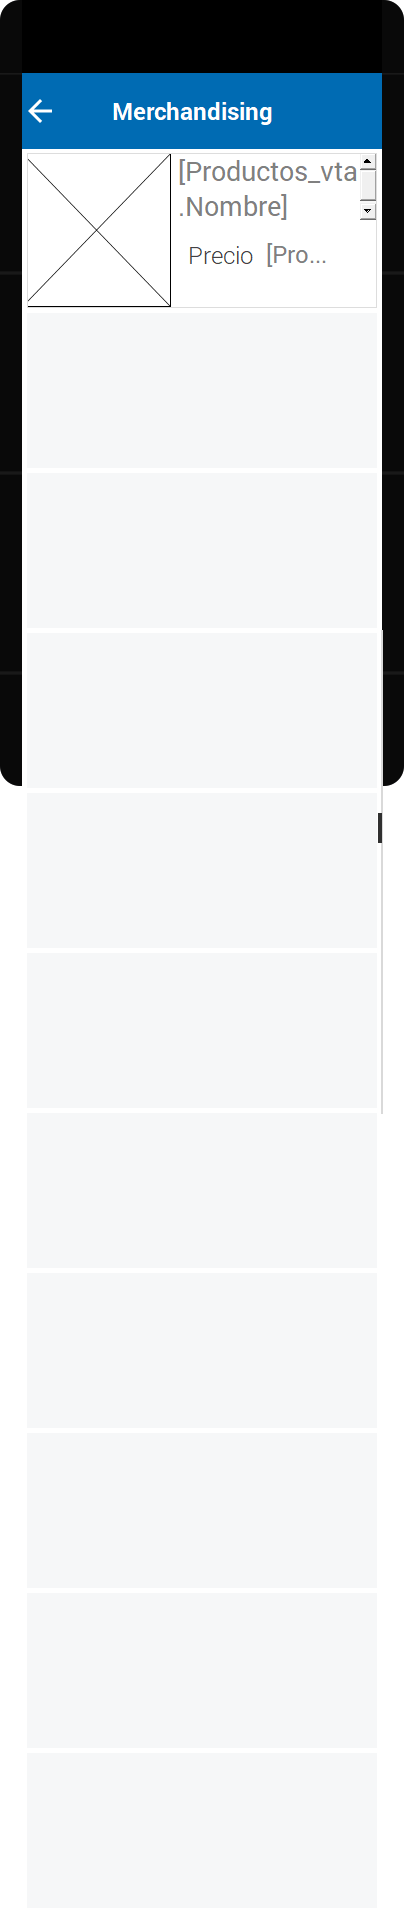 Merchandising
[Productos_vta
.Nombre]
Precio [Pro...